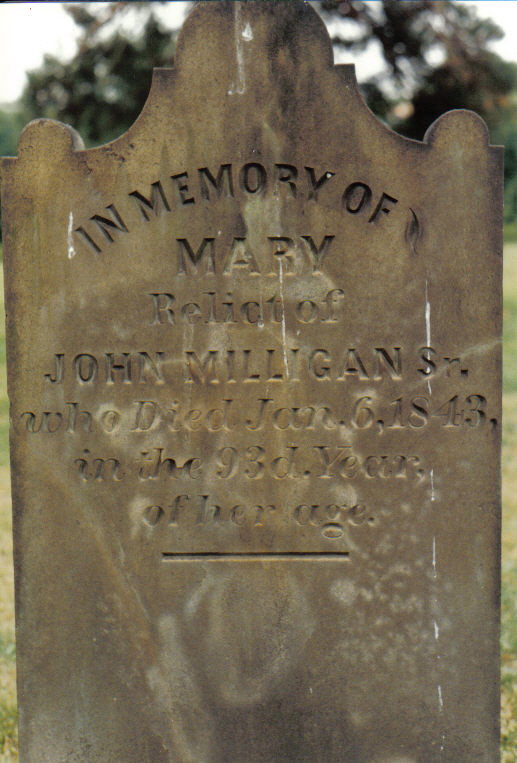 IN MEMORY OF
MARY
Relict of
JOHN MILLIGAN Sr.
who Died Jan. 6, 1843,
in the 93d. Year,
of her age.